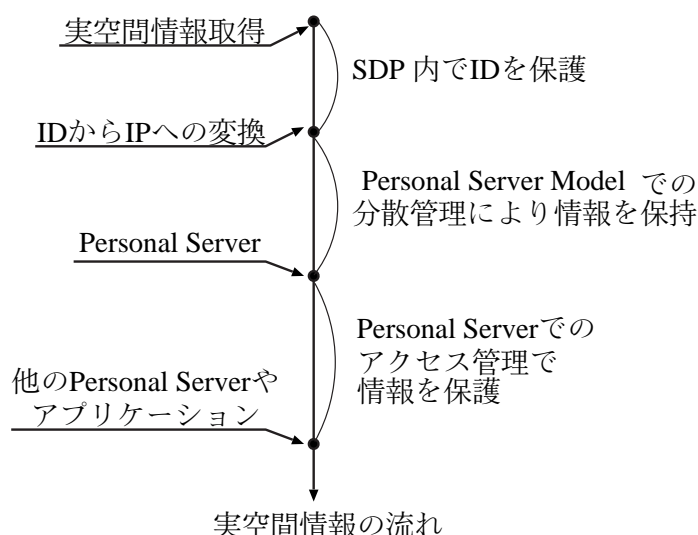 実空間情報取得
SDP 内でIDを保護
IDからIPへの変換
Personal Server Model での
分散管理により情報を保持
Personal Server
Personal Serverでの
アクセス管理で
情報を保護
他のPersonal Serverや
アプリケーション
実空間情報の流れ